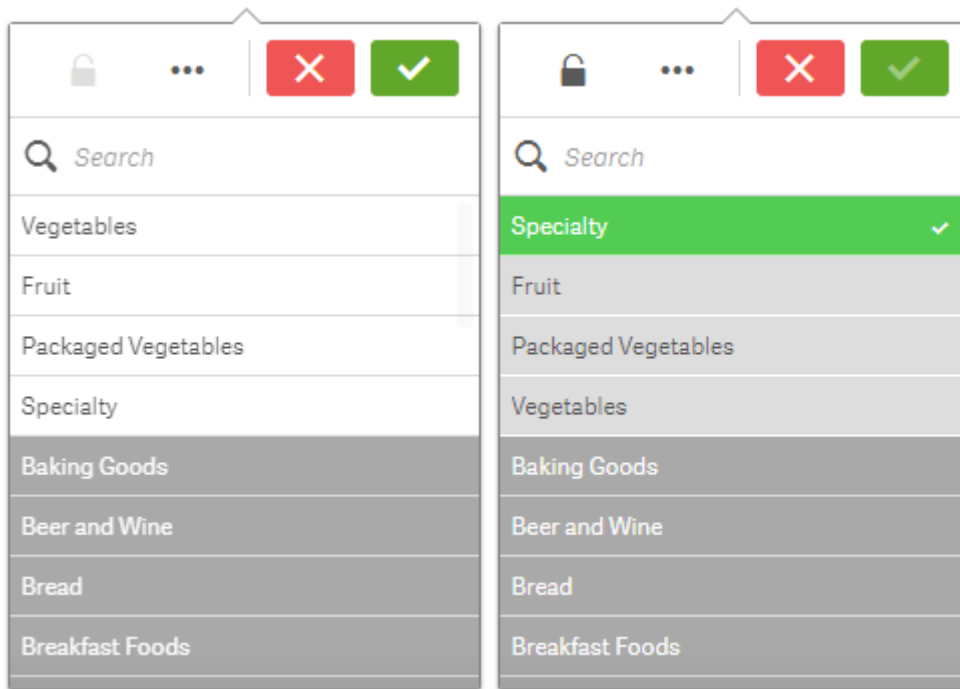 Search
Vegetables
Fruit
Packaged Vegetables
Specialty
Baking Goods
Beer and Wine
Bread
Breakfast Foods
Search
Specialty
Fruit
Packaged Vegetables
Vegetables
Baking Goods
Beer and Wine
Bread
Breakfast Foods